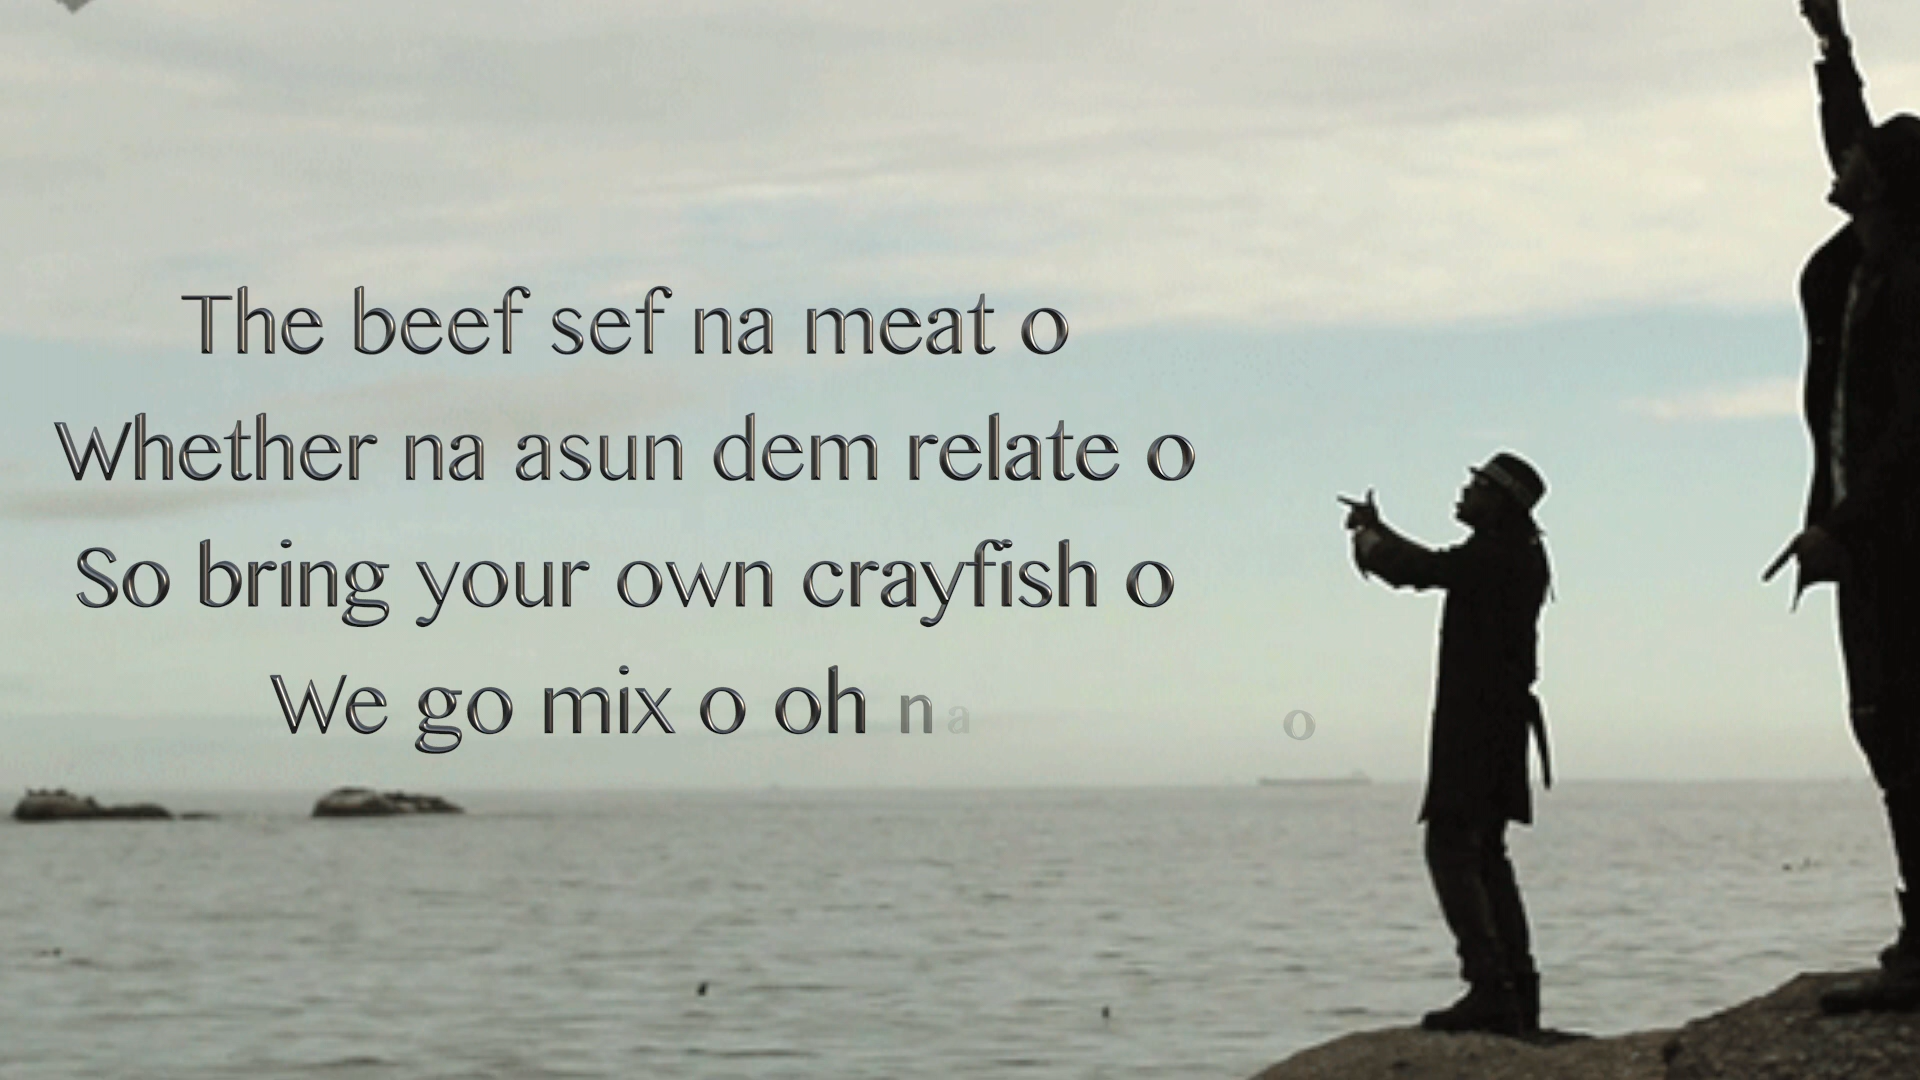 The beef sef na meat o
Whether na asun dem relate o
So bring your own crayfish o
We go mix o oh na o